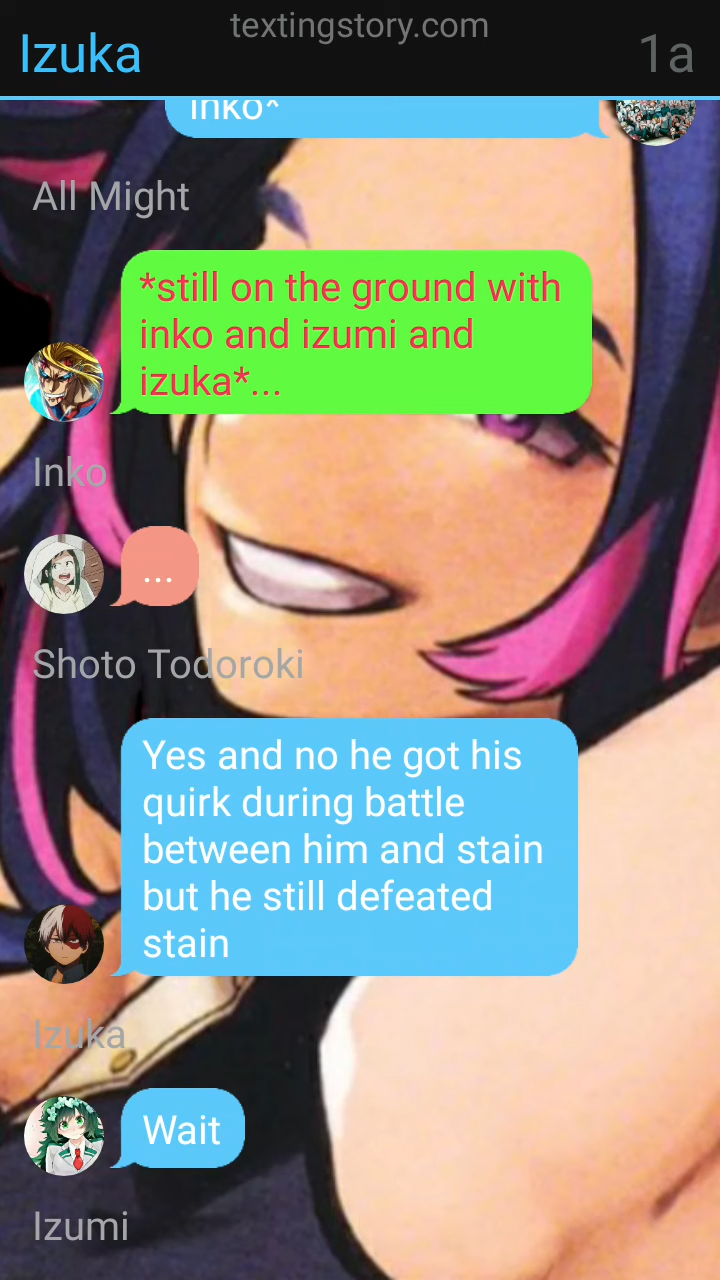 textingstory.com
Izuka
1a
inko^
All Might
*still on the ground with
inko and izumi and
izuka*...
Inko
...
Shoto Todoroki
Yes and no he got his
quirk during battle
between him and stain
but he still defeated
stain
Izuka
Wait
Izumi